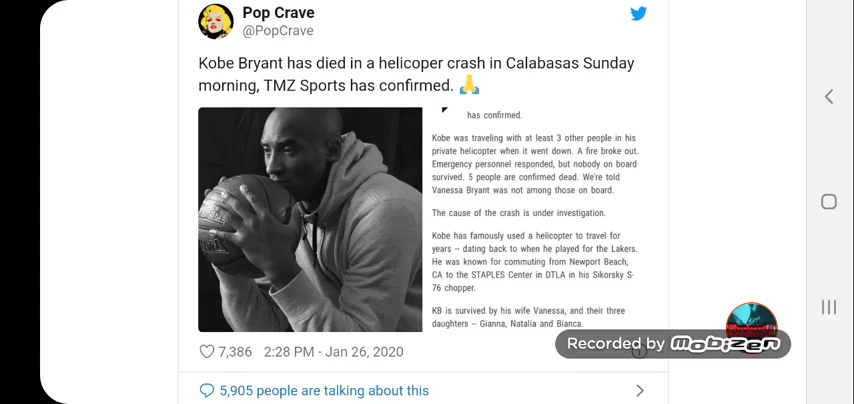 Pop Crave
@PopCrave
Kobe Bryant has died in a helicoper crash in Calabasas Sunday
morning, TMZ Sports has confirmed. 🙏
has confirmed.
Kobe was traveling with at least 3 other people in his
private helicopter when it went down. A fire broke out.
Emergency personnel responded, but nobody on board
survived. 5 people are confirmed dead. We're told
Vanessa Bryant was not among those on board.
The cause of the crash is under investigation.
Kobe has famously used a helicopter to travel for
years -- dating back to when he played for the Lakers.
He was known for commuting from Newport Beach,
CA to the STAPLES Center in DTLA in his Sikorsky S-
76 chopper.
KB is survived by his wife Vanessa, and their three
daughters -- Gianna, Natalia and Bianca.
Recorded by Mobizen
7,386 2:28 PM - Jan 26, 2020
5,905 people are talking about this